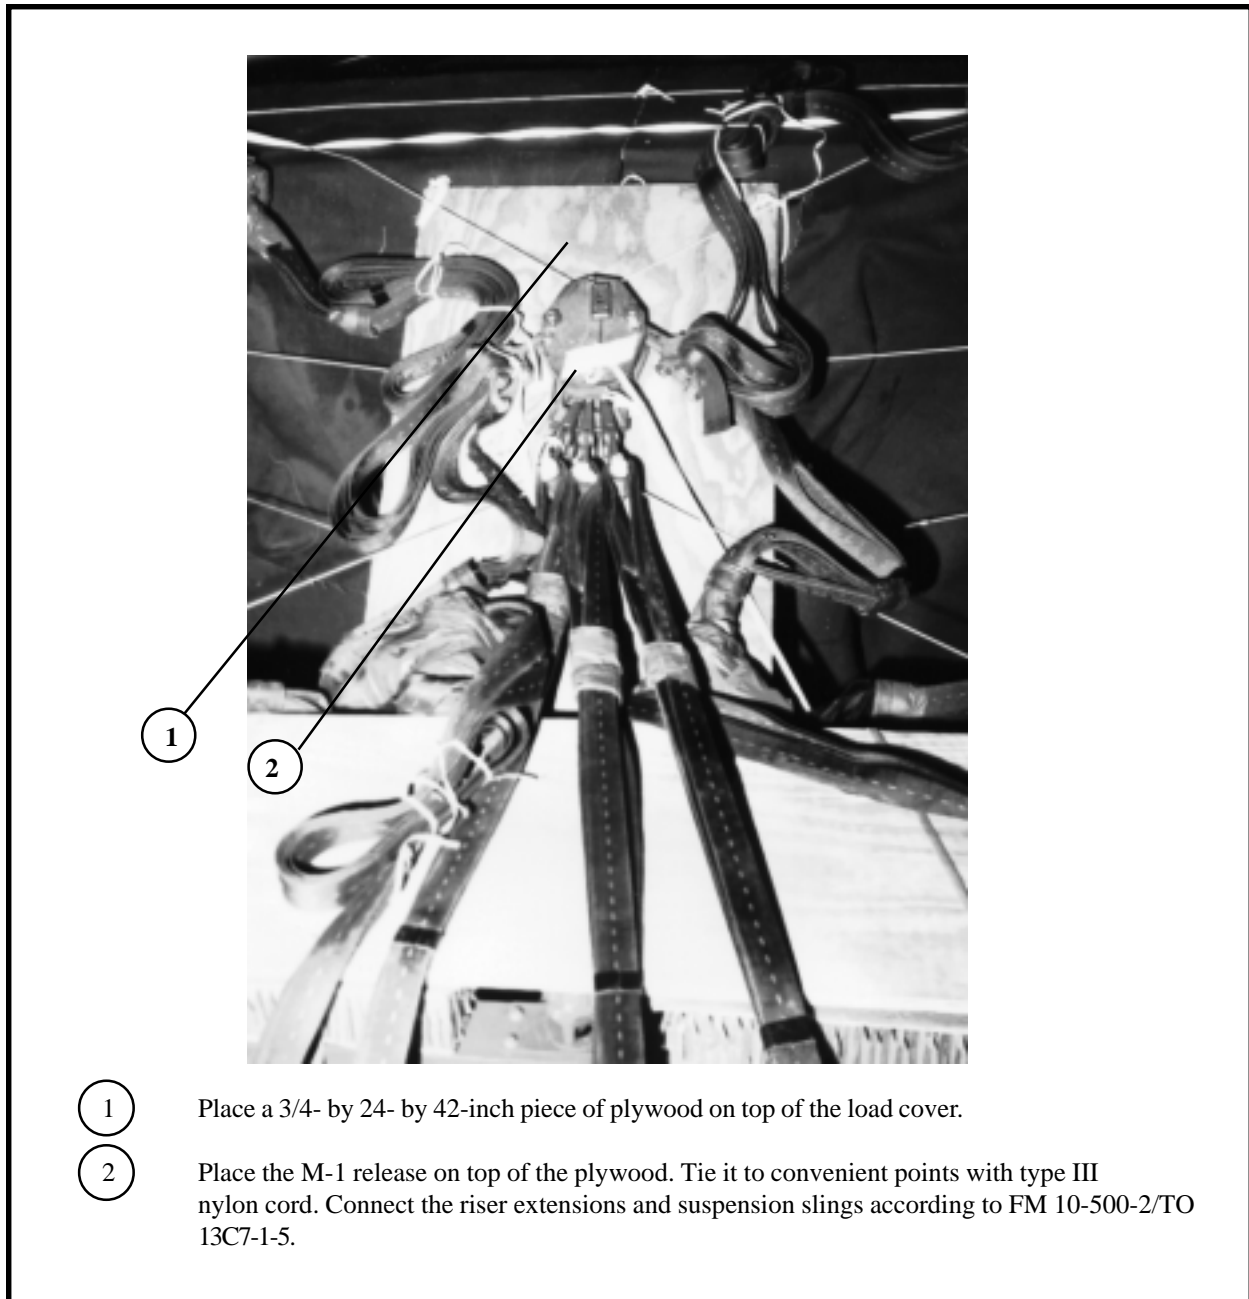 1
2
1 Place a 3/4- by 24- by 42-inch piece of plywood on top of the load cover.
2 Place the M-1 release on top of the plywood. Tie it to convenient points with type III
nylon cord. Connect the riser extensions and suspension slings according to FM 10-500-2/TO
13C7-1-5.